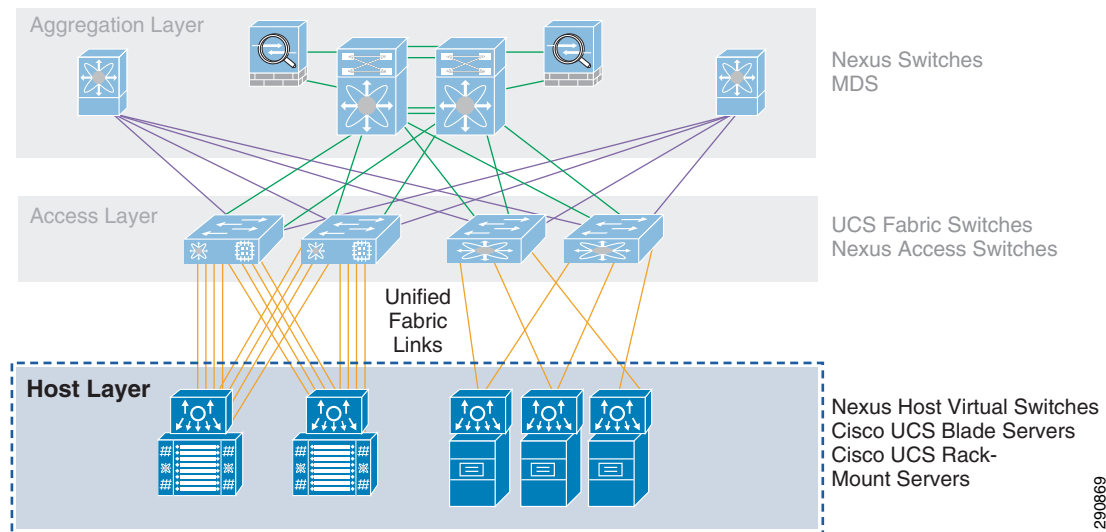 Aggregation Layer
Nexus Switches
MDS
Access Layer
UCS Fabric Switches
Nexus Access Switches
Unified
Fabric
Links
Host Layer
Nexus Host Virtual Switches
Cisco UCS Blade Servers
Cisco UCS Rack-
Mount Servers
290869